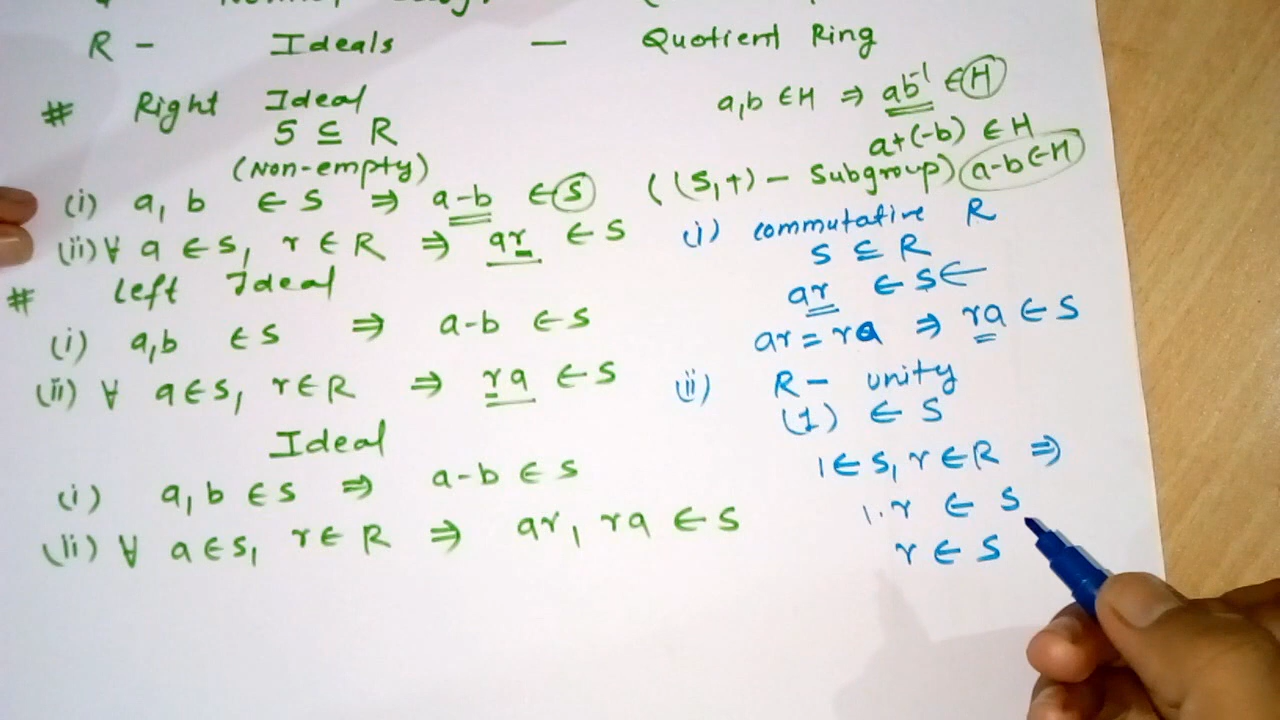 R - Ideals — Quotient Ring
# Right Ideal
S ⊆ R
(Non-empty)
(i) a, b ∈ S ⇒ a-b ∈ S
(ii) ∀ a ∈ S, r ∈ R ⇒ ar ∈ S
# Left Ideal
(i) a,b ∈ S ⇒ a-b ∈ S
(ii) ∀ a ∈ S, r ∈ R ⇒ ra ∈ S
Ideal
(i) a, b ∈ S ⇒ a-b ∈ S
(ii) ∀ a ∈ S, r ∈ R ⇒ ar, ra ∈ S
a,b ∈ H ⇒ ab⁻¹ ∈ H
a+(-b) ∈ H
((S,+) - Subgroup) a-b ∈ H
(i) commutative R
S ⊆ R
ar ∈ S ←
ar = ra ⇒ ra ∈ S
(ii) R - unity
(1) ∈ S
1 ∈ S, r ∈ R ⇒
1.r ∈ S
r ∈ S